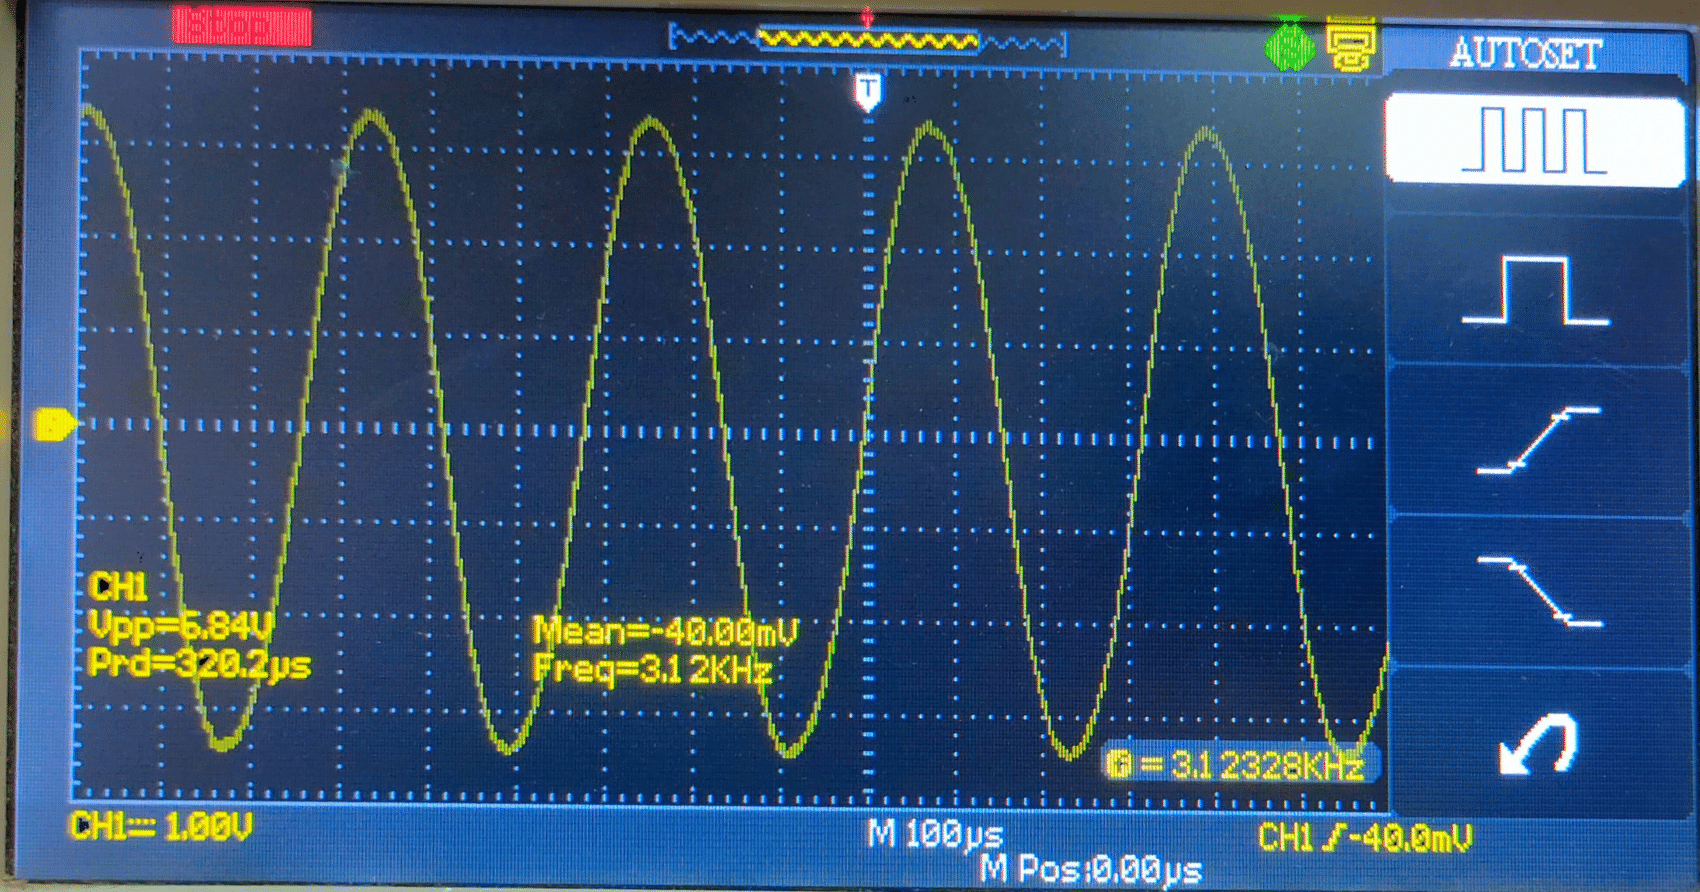 Stop
T
AUTOSET
CH1
Vpp=6.84V
Mean=-40.00mV
Prd=320.2µs
Freq=3.12KHz
=3.12328KHz
CH1 1.00V
M 100µs
CH1 -40.0mV
M Pos:0.00µs